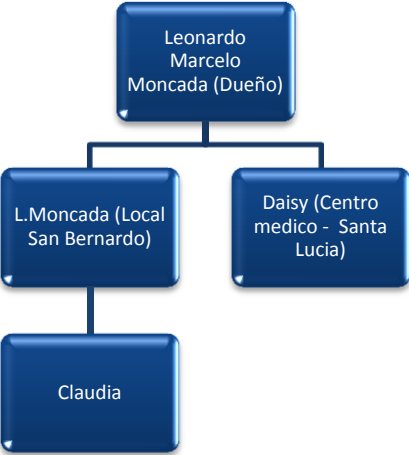 Leonardo
Marcelo
Moncada (Dueño)
L.Moncada (Local
San Bernardo)
Daisy (Centro
medico - Santa
Lucia)
Claudia